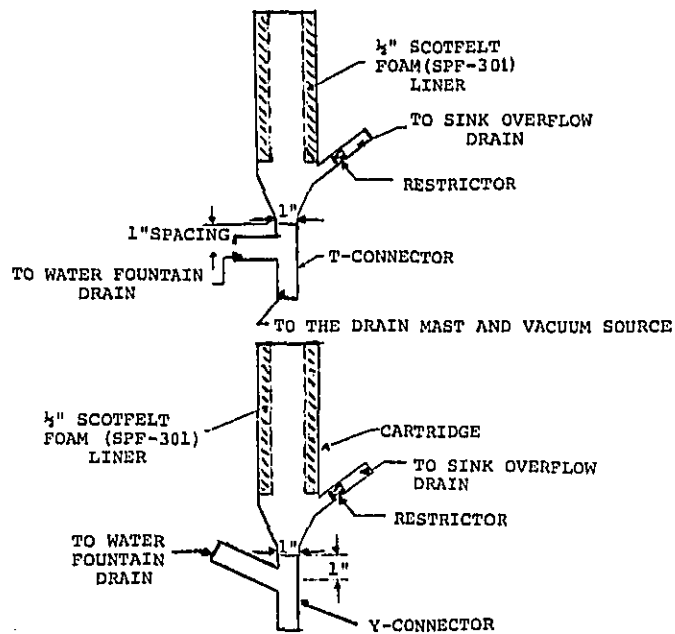 ½" SCOTFELT
FOAM(SPF-301)
LINER
TO SINK OVERFLOW
DRAIN
RESTRICTOR
1"
1"SPACING
T-CONNECTOR
TO WATER FOUNTAIN
DRAIN
TO THE DRAIN MAST AND VACUUM SOURCE
½" SCOTFELT
FOAM (SPF-301)
LINER
CARTRIDGE
TO SINK OVERFLOW
DRAIN
RESTRICTOR
TO WATER
FOUNTAIN
DRAIN
1"
1"
Y-CONNECTOR